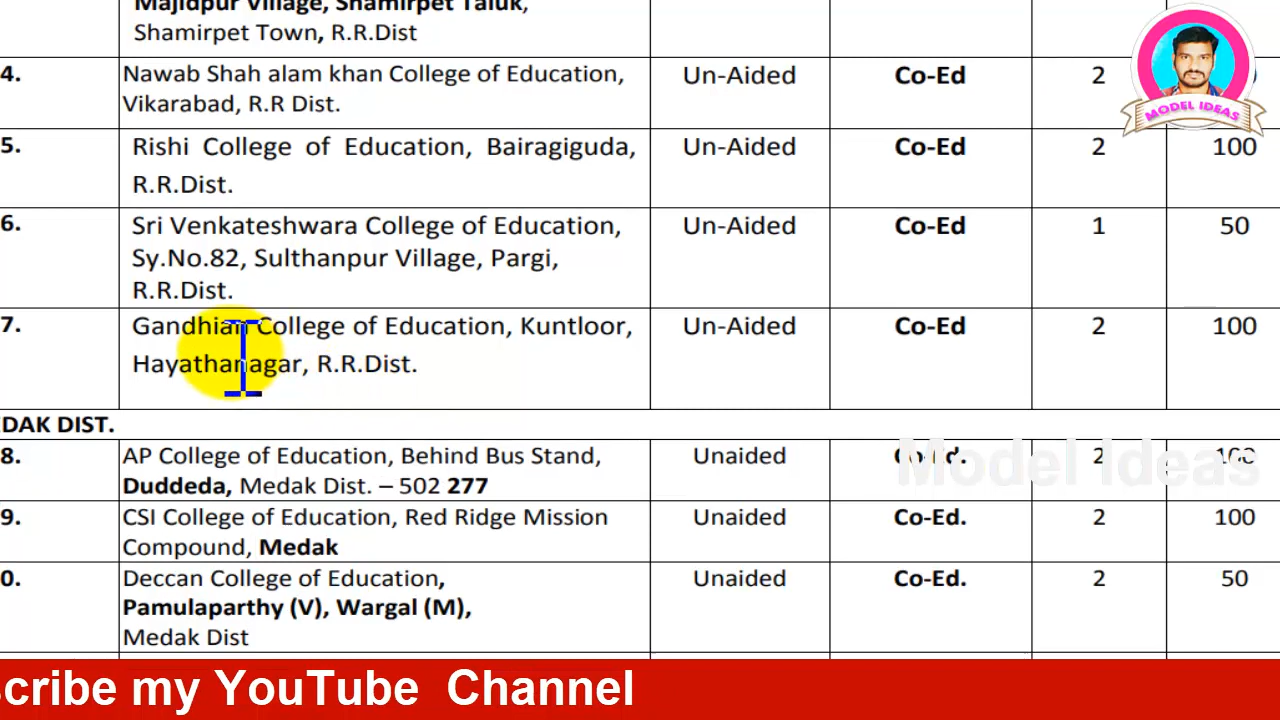 Majidpur Village, Shamirpet Taluk,
Shamirpet Town, R.R.Dist
4. Nawab Shah alam khan College of Education, Un-Aided Co-Ed 2
Vikarabad, R.R Dist.
MODEL IDEAS
5. Rishi College of Education, Bairagiguda, Un-Aided Co-Ed 2 100
R.R.Dist.
6. Sri Venkateshwara College of Education, Un-Aided Co-Ed 1 50
Sy.No.82, Sulthanpur Village, Pargi,
R.R.Dist.
7. Gandhian College of Education, Kuntloor, Un-Aided Co-Ed 2 100
Hayathanagar, R.R.Dist.
DAK DIST.
8. AP College of Education, Behind Bus Stand, Unaided Co-Ed. 2 100
Duddeda, Medak Dist. – 502 277
Model Ideas
9. CSI College of Education, Red Ridge Mission Unaided Co-Ed. 2 100
Compound, Medak
0. Deccan College of Education, Unaided Co-Ed. 2 50
Pamulaparthy (V), Wargal (M),
Medak Dist
scribe my YouTube Channel